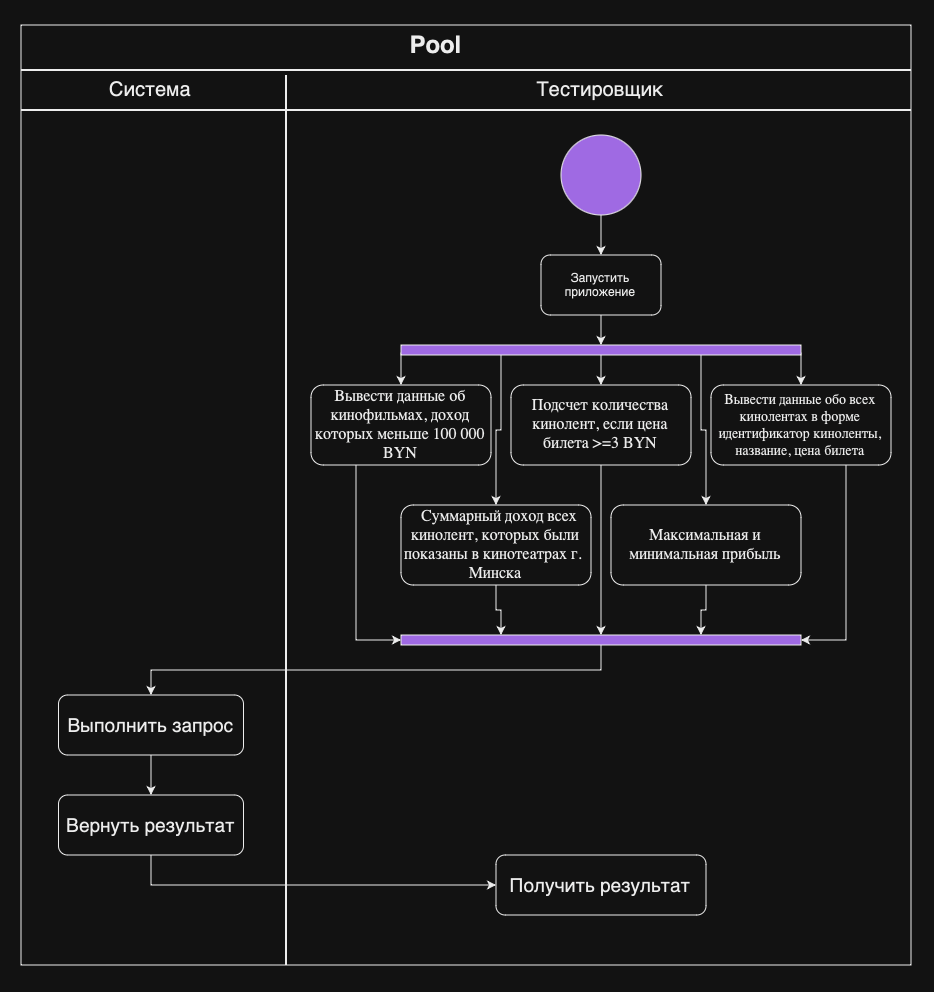 Pool
Система
Тестировщик
Запустить
приложение
Вывести данные об
кинофильмах, доход
которых меньше 100 000
BYN
Подсчет количества
кинолент, если цена
билета >=3 BYN
Вывести данные обо всех
кинолентах в форме
идентификатор киноленты,
название, цена билета
Суммарный доход всех
кинолент, которых были
показаны в кинотеатрах г.
Минска
Максимальная и
минимальная прибыль
Выполнить запрос
Вернуть результат
Получить результат